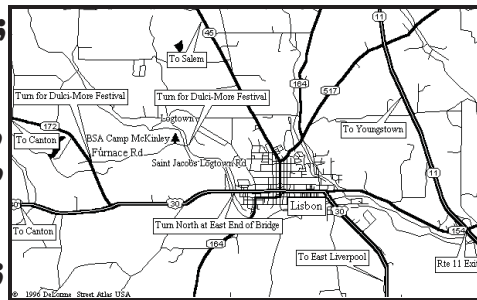 11
45
To Salem
164
517
Turn for Dulci-More Festival
Turn for Dulci-More Festival
Logtown
To Youngstown
172
To Canton
BSA Camp McKinley
Furnace Rd
Saint Jacobs Logtown Rd
11
30
30
Lisbon
30
To Canton
Turn North at East End of Bridge
154
164
To East Liverpool
Rte 11 Exi
© 1996 DeLorme Street Atlas USA